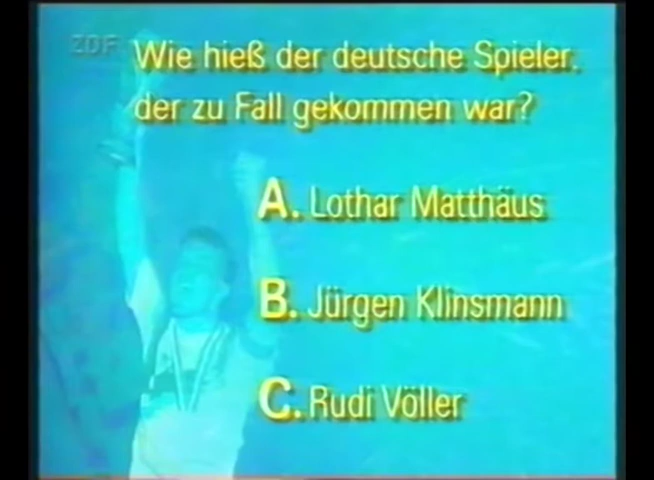 ZDF
Wie hieß der deutsche Spieler,
der zu Fall gekommen war?
A. Lothar Matthäus
B. Jürgen Klinsmann
C. Rudi Völler